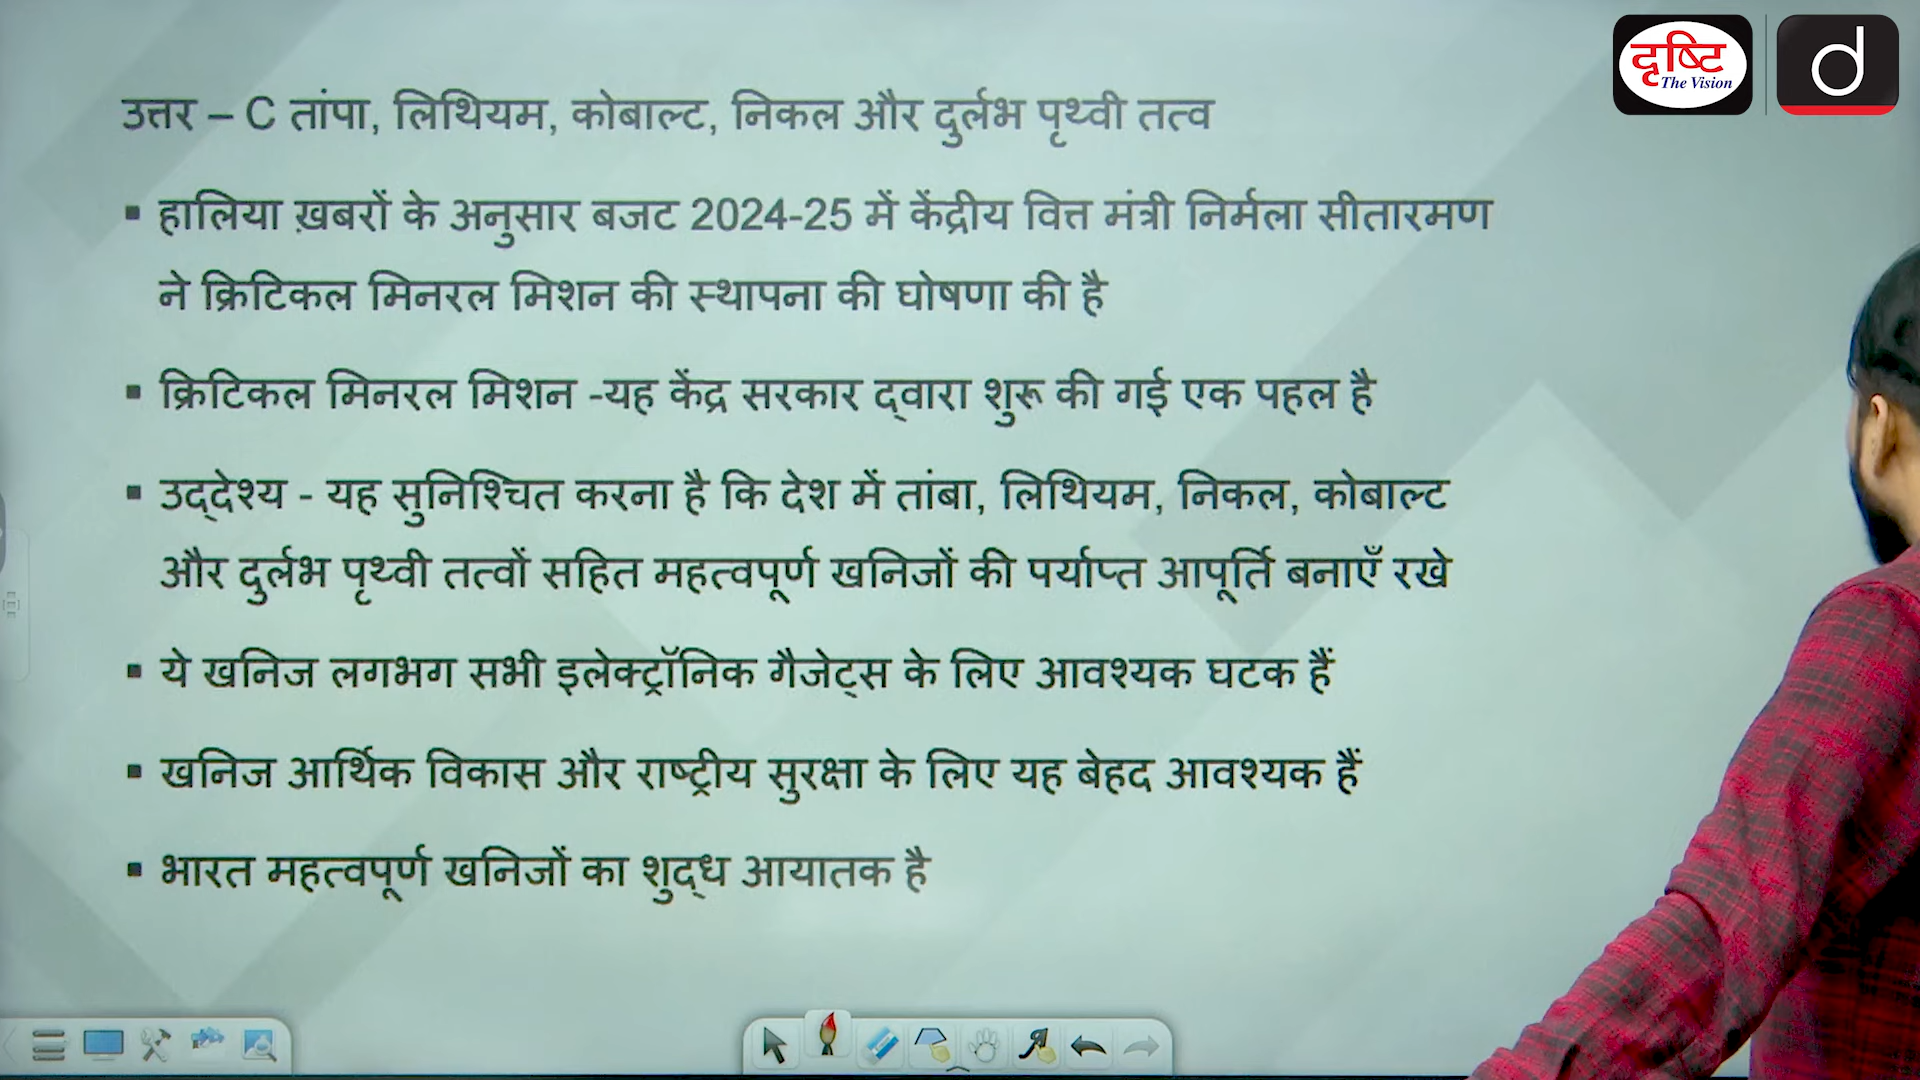 दृष्टि
The Vision
d
उत्तर – C तांपा, लिथियम, कोबाल्ट, निकल और दुर्लभ पृथ्वी तत्व
▪ हालिया ख़बरों के अनुसार बजट 2024-25 में केंद्रीय वित्त मंत्री निर्मला सीतारमण
ने क्रिटिकल मिनरल मिशन की स्थापना की घोषणा की है
▪ क्रिटिकल मिनरल मिशन -यह केंद्र सरकार द्वारा शुरू की गई एक पहल है
▪ उद्देश्य - यह सुनिश्चित करना है कि देश में तांबा, लिथियम, निकल, कोबाल्ट
और दुर्लभ पृथ्वी तत्वों सहित महत्वपूर्ण खनिजों की पर्याप्त आपूर्ति बनाएँ रखे
▪ ये खनिज लगभग सभी इलेक्ट्रॉनिक गैजेट्स के लिए आवश्यक घटक हैं
▪ खनिज आर्थिक विकास और राष्ट्रीय सुरक्षा के लिए यह बेहद आवश्यक हैं
▪ भारत महत्वपूर्ण खनिजों का शुद्ध आयातक है